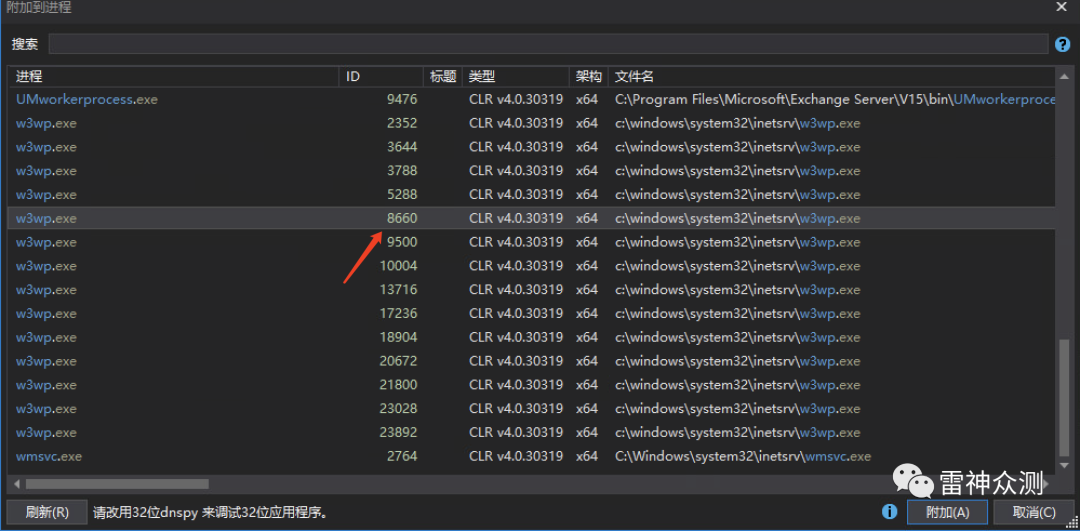 附加到进程
搜索
进程 ID 标题 类型 架构 文件名
UMworkerprocess.exe 9476 CLR v4.0.30319 x64 C:\Program Files\Microsoft\Exchange Server\V15\bin\UMworkerproce
w3wp.exe 2352 CLR v4.0.30319 x64 c:\windows\system32\inetsrv\w3wp.exe
w3wp.exe 3644 CLR v4.0.30319 x64 c:\windows\system32\inetsrv\w3wp.exe
w3wp.exe 3788 CLR v4.0.30319 x64 c:\windows\system32\inetsrv\w3wp.exe
w3wp.exe 5288 CLR v4.0.30319 x64 c:\windows\system32\inetsrv\w3wp.exe
w3wp.exe 8660 CLR v4.0.30319 x64 c:\windows\system32\inetsrv\w3wp.exe
w3wp.exe 9500 CLR v4.0.30319 x64 c:\windows\system32\inetsrv\w3wp.exe
w3wp.exe 10004 CLR v4.0.30319 x64 c:\windows\system32\inetsrv\w3wp.exe
w3wp.exe 13716 CLR v4.0.30319 x64 c:\windows\system32\inetsrv\w3wp.exe
w3wp.exe 17236 CLR v4.0.30319 x64 c:\windows\system32\inetsrv\w3wp.exe
w3wp.exe 18904 CLR v4.0.30319 x64 c:\windows\system32\inetsrv\w3wp.exe
w3wp.exe 20672 CLR v4.0.30319 x64 c:\windows\system32\inetsrv\w3wp.exe
w3wp.exe 21800 CLR v4.0.30319 x64 c:\windows\system32\inetsrv\w3wp.exe
w3wp.exe 23028 CLR v4.0.30319 x64 c:\windows\system32\inetsrv\w3wp.exe
w3wp.exe 23892 CLR v4.0.30319 x64 c:\windows\system32\inetsrv\w3wp.exe
wmsvc.exe 2764 CLR v4.0.30319 x64 C:\Windows\system32\inetsrv\wmsvc.exe
雷神众测
刷新(R) 请改用32位dnspy 来调试32位应用程序。 附加(A) 取消(C)